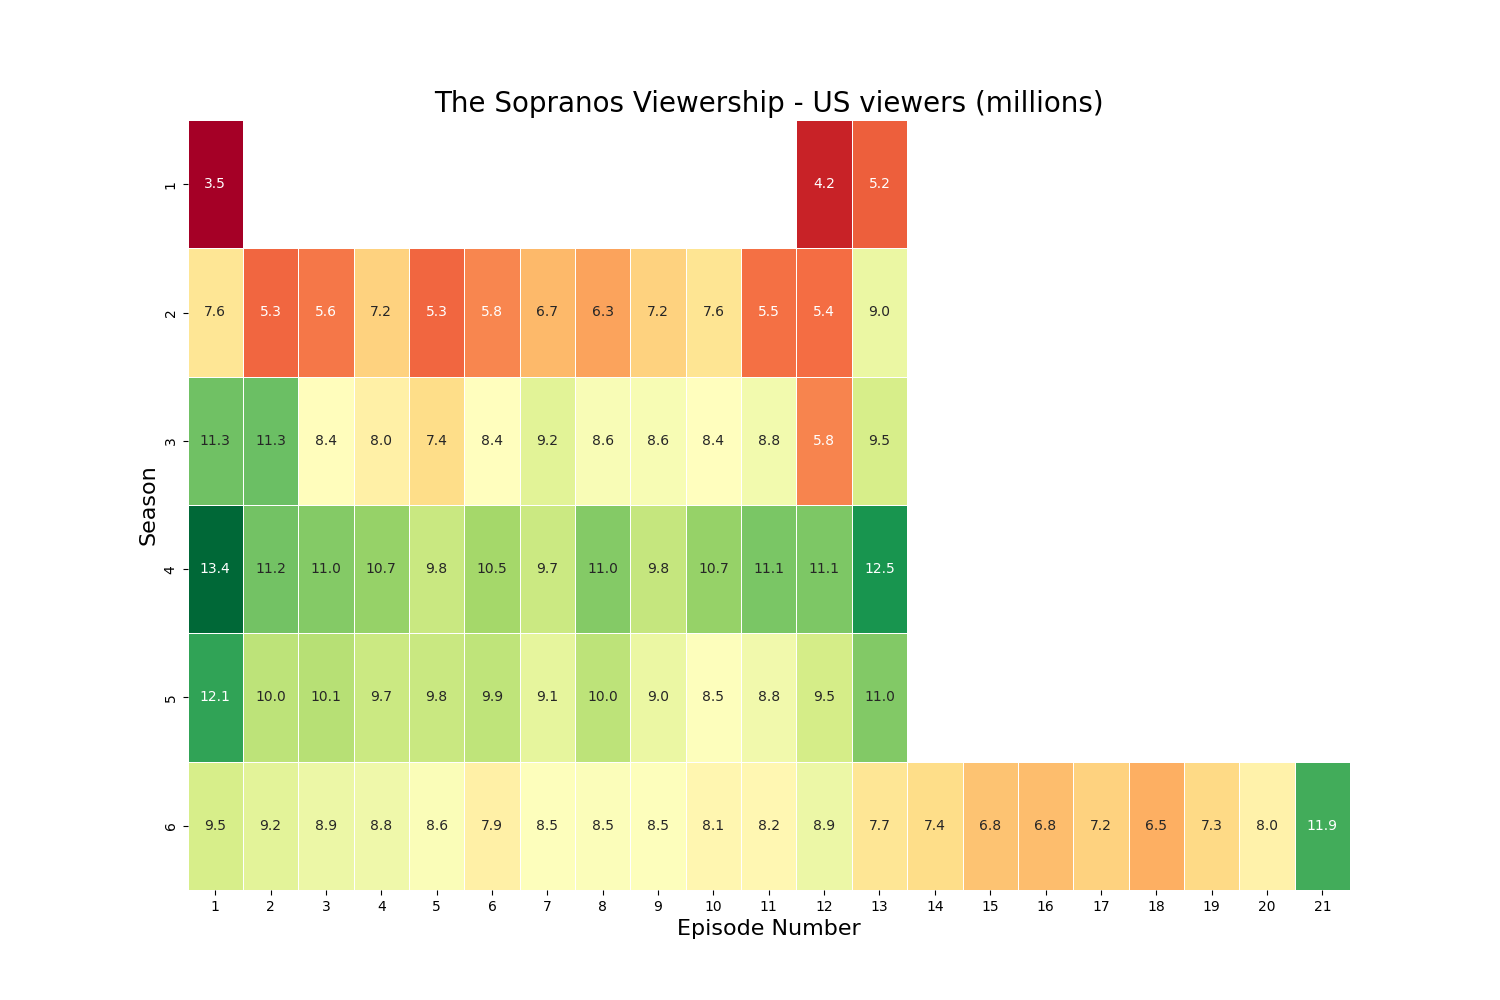 The Sopranos Viewership - US viewers (millions)
1 3.5 4.2 5.2
2 7.6 5.3 5.6 7.2 5.3 5.8 6.7 6.3 7.2 7.6 5.5 5.4 9.0
3 11.3 11.3 8.4 8.0 7.4 8.4 9.2 8.6 8.6 8.4 8.8 5.8 9.5
Season
4 13.4 11.2 11.0 10.7 9.8 10.5 9.7 11.0 9.8 10.7 11.1 11.1 12.5
5 12.1 10.0 10.1 9.7 9.8 9.9 9.1 10.0 9.0 8.5 8.8 9.5 11.0
6 9.5 9.2 8.9 8.8 8.6 7.9 8.5 8.5 8.5 8.1 8.2 8.9 7.7 7.4 6.8 6.8 7.2 6.5 7.3 8.0 11.9
1 2 3 4 5 6 7 8 9 10 11 12 13 14 15 16 17 18 19 20 21
Episode Number